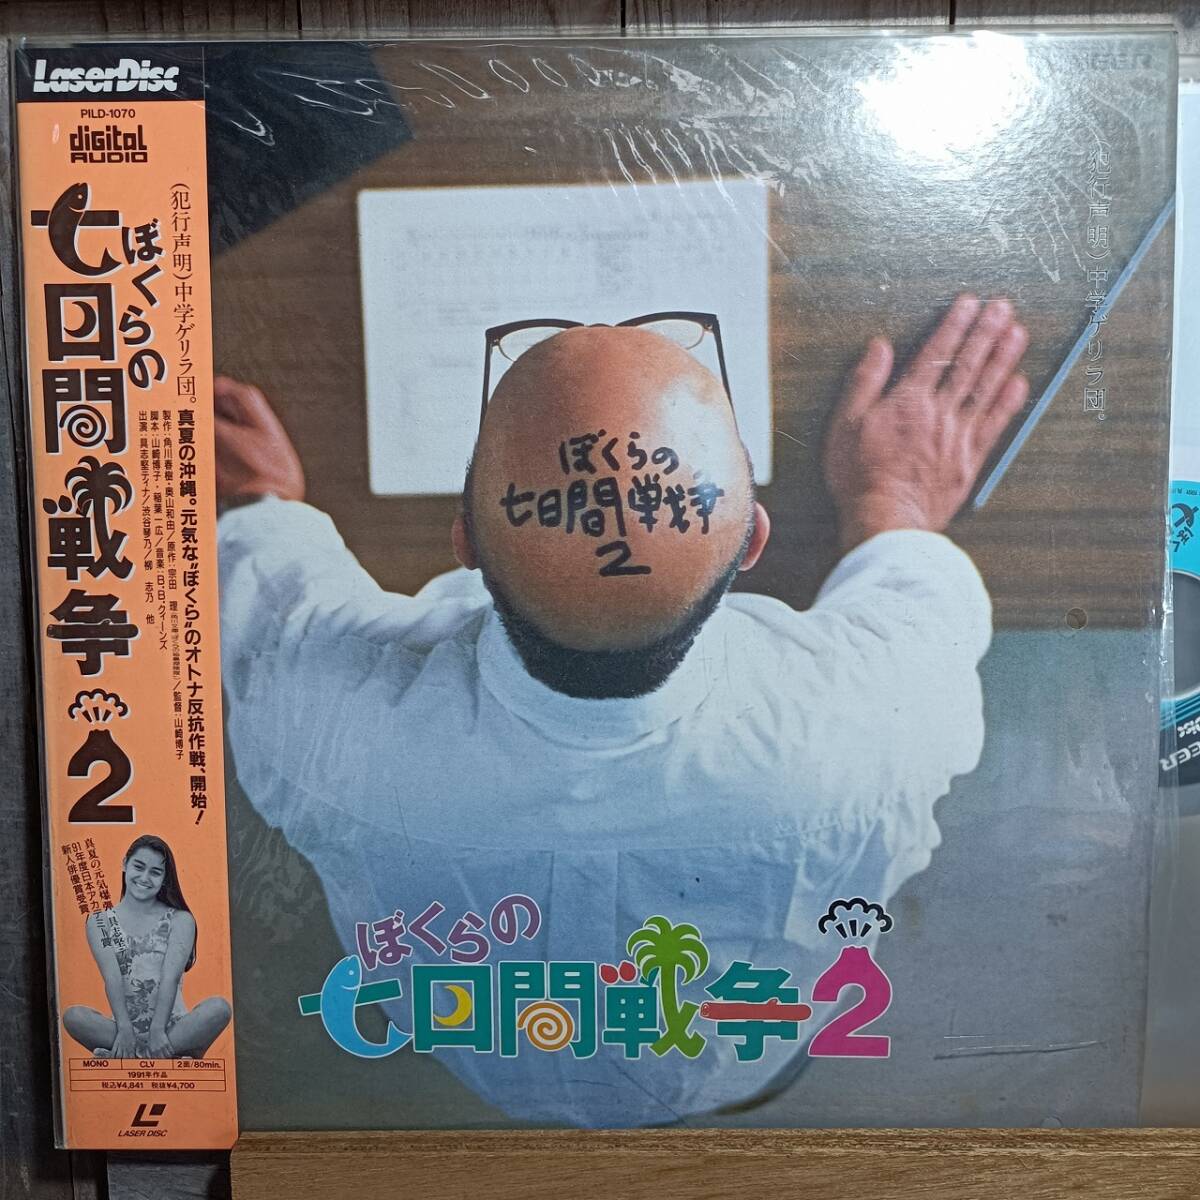 LaserDisc
PILD-1070
digital
AUDIO
(犯行声明)中学ゲリラ団。
ぼくらの
七日間戦争
2
真夏の沖縄。元気な“ぼくら”のオトナ反抗作戦、開始!
製作:角川春樹・奥山和由/原作:宗田 理
/監督:山崎博子
脚本:山崎博子・稲葉一広/音楽:B.B.クィーンズ
出演:具志堅ティナ/渋谷琴乃/柳 志乃 他
真夏の元気爆弾、具志堅ティナ
91年度日本アカデミー賞
新人俳優賞受賞!
MONO CLV 2面/80min.
1991年作品
税込¥4,841 税抜¥4,700
LASER DISC
(犯行声明)中学ゲリラ団。
ぼくらの
七日間戦争
2
ぼくらの
七日間戦争2